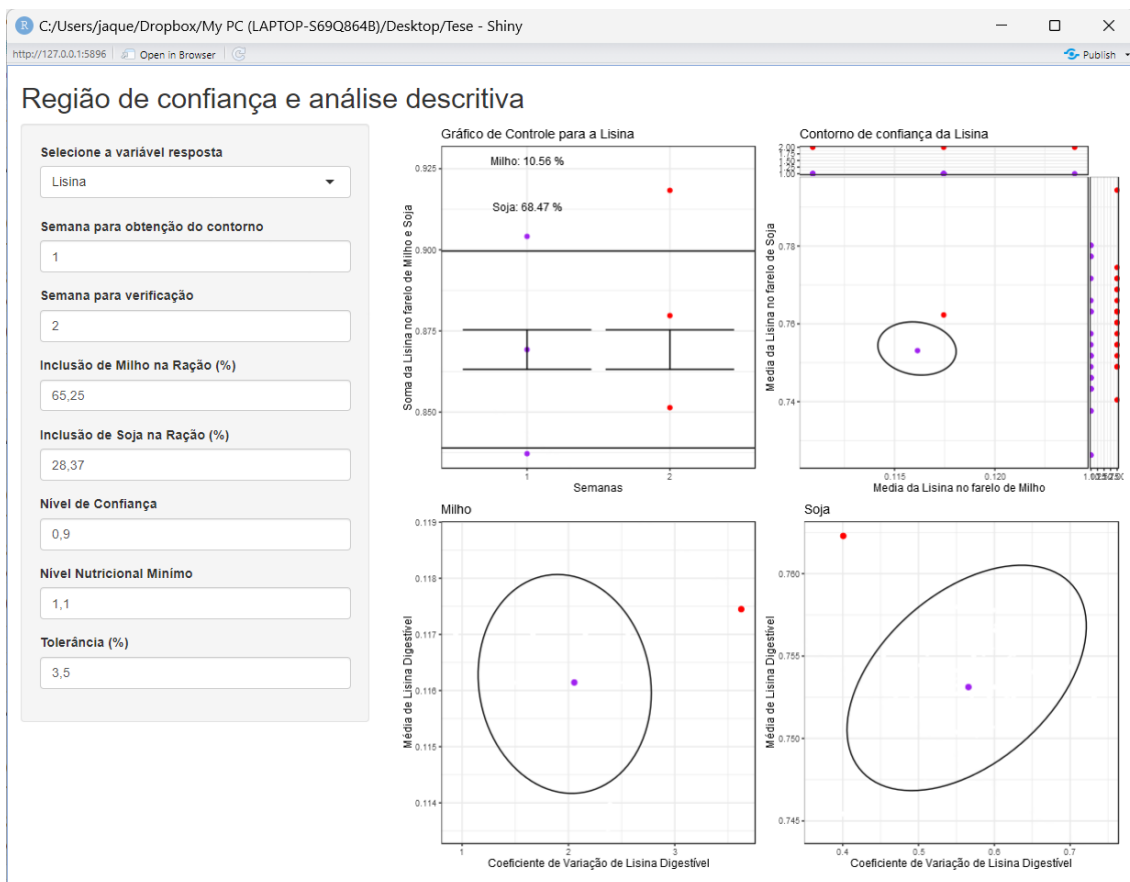 C:/Users/jaque/Dropbox/My PC (LAPTOP-S69Q864B)/Desktop/Tese - Shiny
http://127.0.0.1:5896 Open in Browser Publish
Região de confiança e análise descritiva
Selecione a variável resposta
Lisina
Semana para obtenção do contorno
1
Semana para verificação
2
Inclusão de Milho na Ração (%)
65,25
Inclusão de Soja na Ração (%)
28,37
Nível de Confiança
0,9
Nível Nutricional Minímo
1,1
Tolerância (%)
3,5
Gráfico de Controle para a Lisina
Milho: 10.56 %
Soja: 68.47 %
Soma da Lisina no farelo de Milho e Soja
0.925
0.900
0.875
0.850
1 2
Semanas
Contorno de confiança da Lisina
2.00
1.75
1.50
1.25
1.00
Media da Lisina no farelo de Soja
0.78
0.76
0.74
0.115 0.120
Media da Lisina no farelo de Milho
Milho
Média de Lisina Digestível
0.119
0.118
0.117
0.116
0.115
0.114
1 2 3
Coeficiente de Variação de Lisina Digestível
Soja
Média de Lisina Digestível
0.760
0.755
0.750
0.745
0.4 0.5 0.6 0.7
Coeficiente de Variação de Lisina Digestível